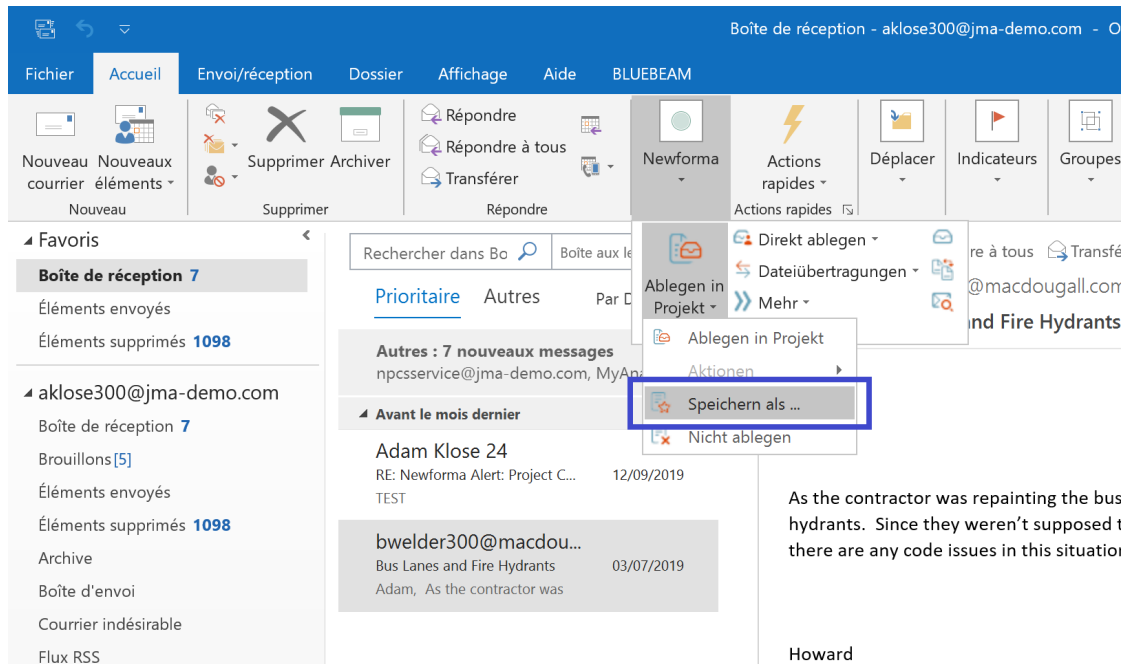 Boîte de réception - aklose300@jma-demo.com - O
Fichier Accueil Envoi/réception Dossier Affichage Aide BLUEBEAM
Nouveau courrier
Nouveaux éléments
Supprimer
Archiver
Répondre
Répondre à tous
Transférer
Newforma
Actions rapides
Déplacer
Indicateurs
Groupes
Nouveau
Supprimer
Répondre
Actions rapides
Favoris
Boîte de réception 7
Éléments envoyés
Éléments supprimés 1098
aklose300@jma-demo.com
Boîte de réception 7
Brouillons [5]
Éléments envoyés
Éléments supprimés 1098
Archive
Boîte d'envoi
Courrier indésirable
Flux RSS
Rechercher dans Bo
Boîte aux le
Prioritaire Autres Par D
Autres : 7 nouveaux messages
npcsservice@jma-demo.com, MyAna
Avant le mois dernier
Adam Klose 24
RE: Newforma Alert: Project C... 12/09/2019
TEST
bwelder300@macdou...
Bus Lanes and Fire Hydrants 03/07/2019
Adam, As the contractor was
Ablegen in Projekt
Direkt ablegen
Dateiübertragungen
Mehr
Ablegen in Projekt
Aktionen
Speichern als ...
Nicht ablegen
re à tous Transfé
@macdougall.com
and Fire Hydrants
As the contractor was repainting the bus
hydrants. Since they weren't supposed t
there are any code issues in this situation
Howard